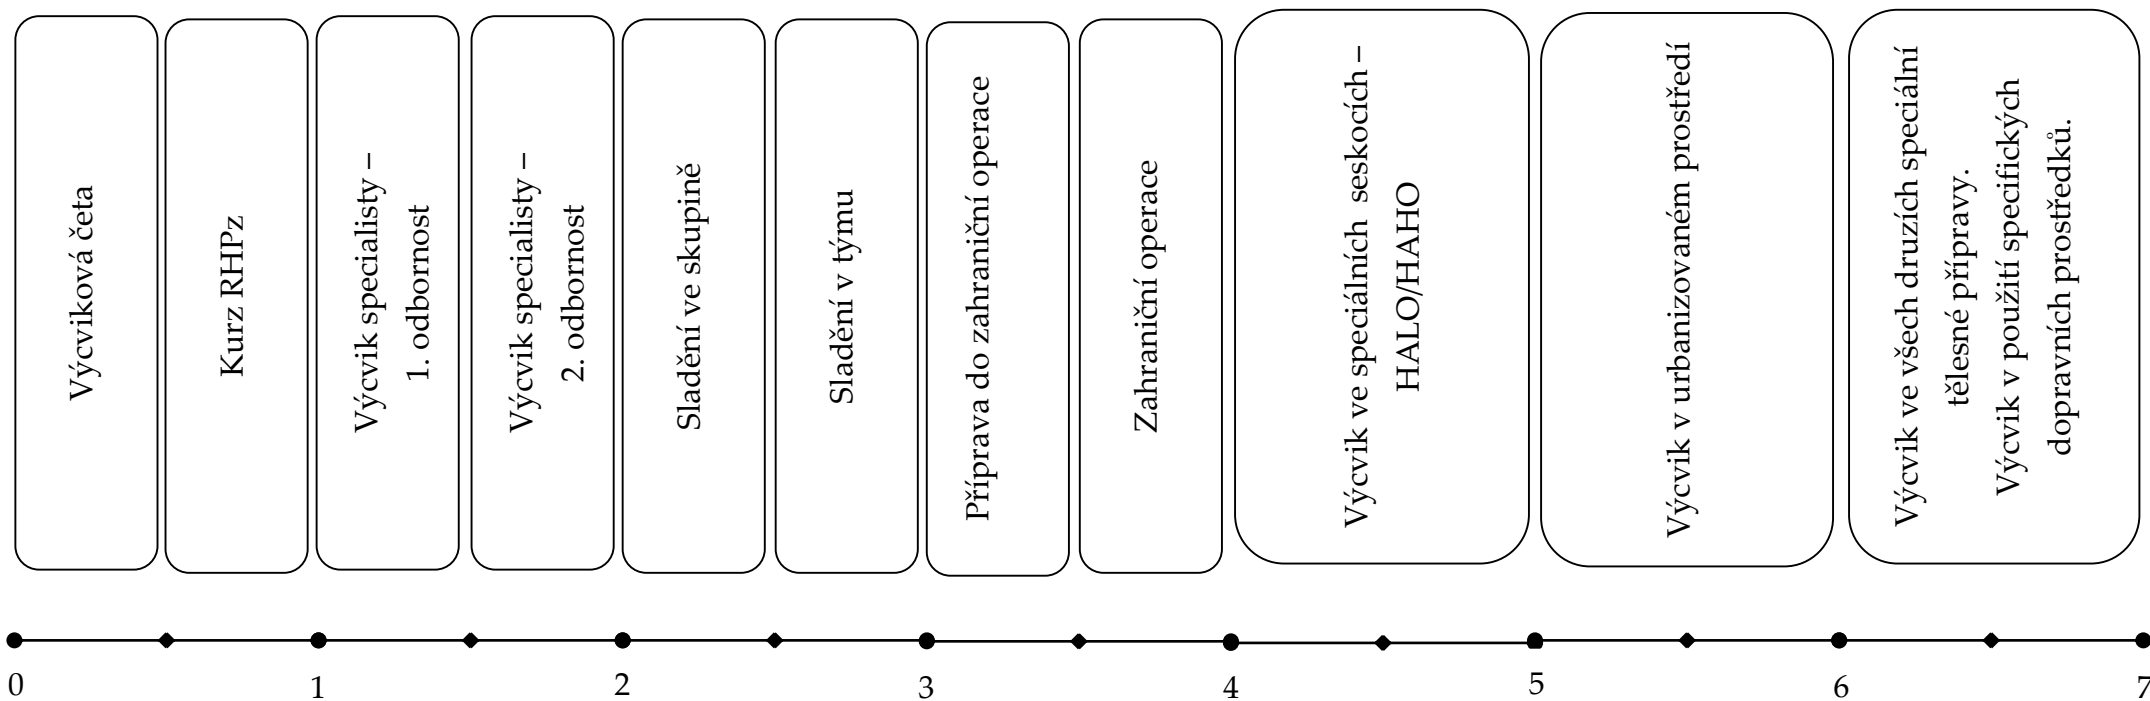 Výcviková četa
Kurz RHPz
Výcvik specialisty –
1. odbornost
Výcvik specialisty –
2. odbornost
Sladění ve skupině
Sladění v týmu
Příprava do zahraniční operace
Zahraniční operace
Výcvik ve speciálních seskocích –
HALO/HAHO
Výcvik v urbanizovaném prostředí
Výcvik ve všech druzích speciální
tělesné přípravy.
Výcvik v použití specifických
dopravních prostředků.
0 1 2 3 4 5 6 7